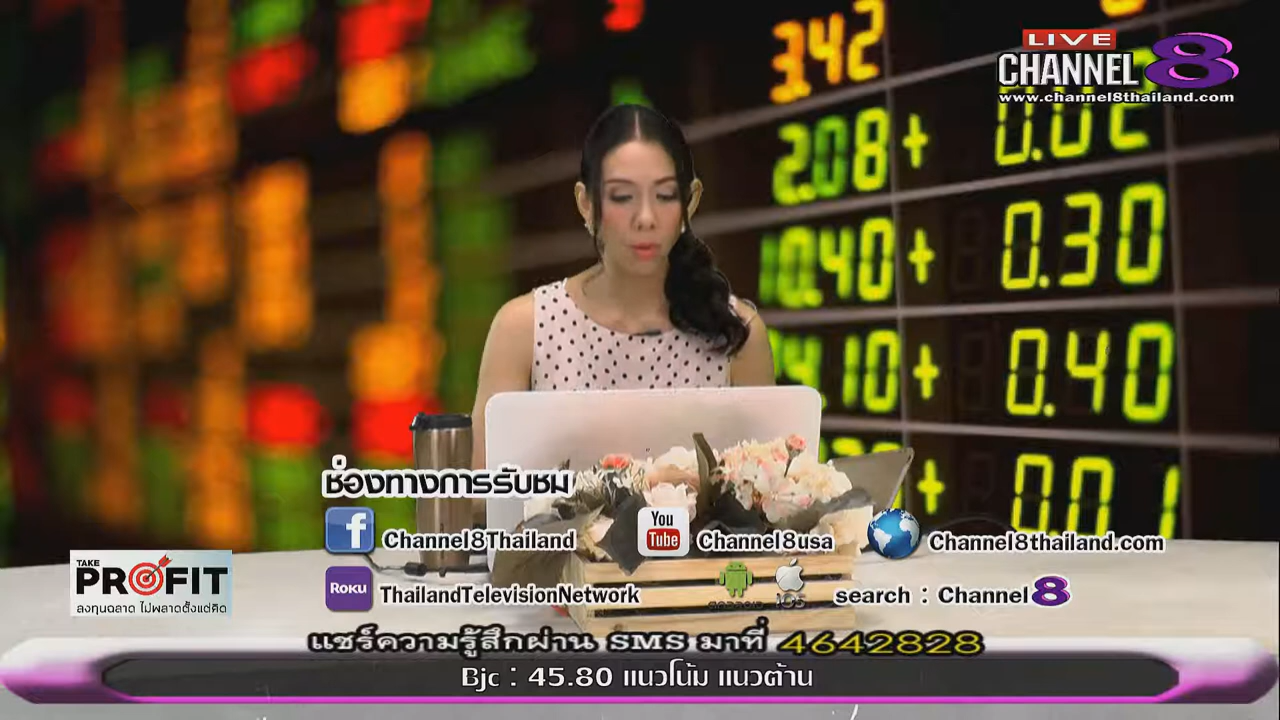 LIVE
CHANNEL 8
www.channel8thailand.com
3.42
2.08 + 0.02
10.40 + 0.30
4.10 + 0.40
+ 0.01
ช่องทางการรับชม
Channel8Thailand
You Tube Channel8usa
Channel8thailand.com
TAKE
PROFIT
ลงทุนฉลาด ไม่พลาดตั้งแต่คิด
ROKU ThailandTelevisionNetwork
ANDROID iOS search : Channel 8
แชร์ความรู้สึกผ่าน SMS มาที่ 4642828
Bjc : 45.80 แนวโน้ม แนวต้าน